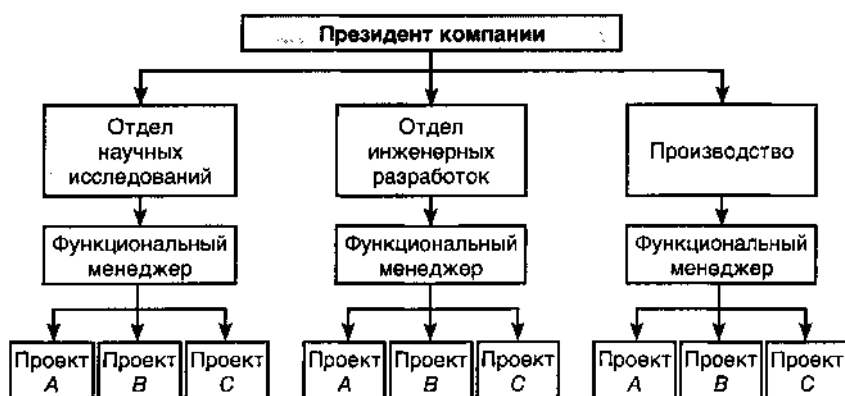 Президент компании
Отдел
научных
исследований
Отдел
инженерных
разработок
Производство
Функциональный
менеджер
Функциональный
менеджер
Функциональный
менеджер
Проект
A
Проект
B
Проект
C
Проект
A
Проект
B
Проект
C
Проект
A
Проект
B
Проект
C